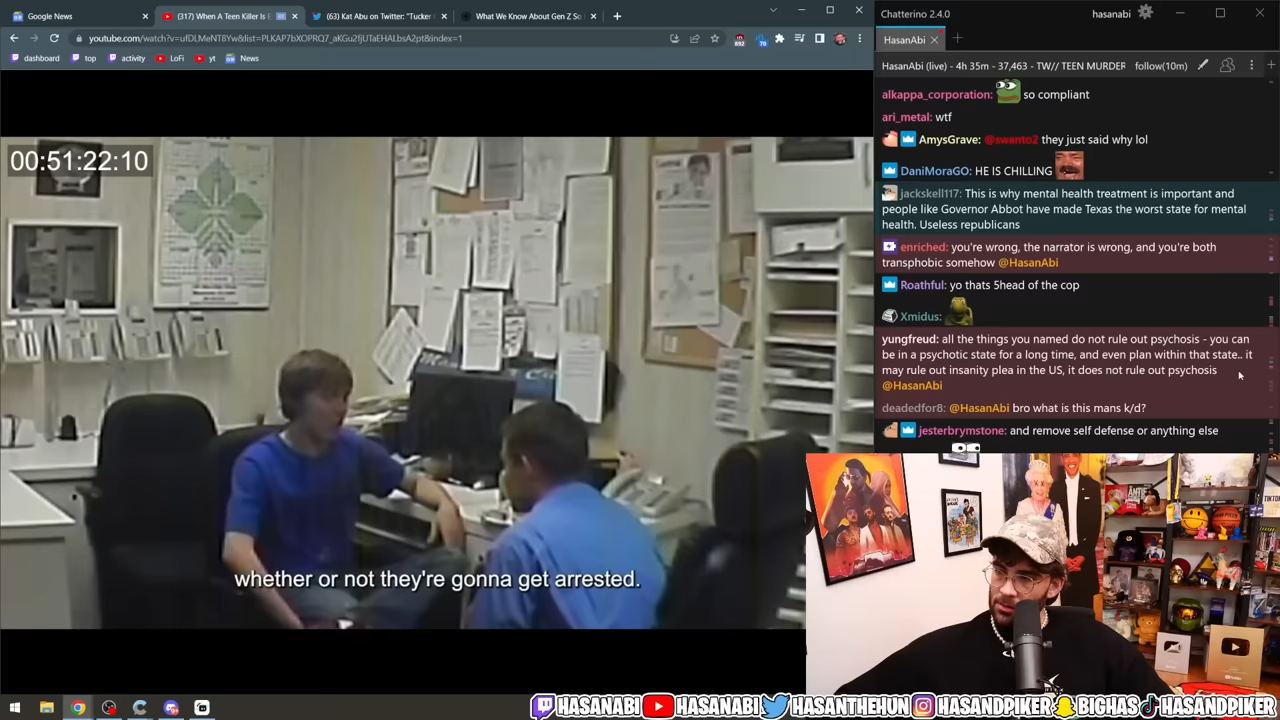 Google News
(317) When A Teen Killer Is
(63) Kat Abu on Twitter: "Tucker
What We Know About Gen Z So
youtube.com/watch?v=ufDLMeNT8Yw&list=PLKAP7bXOPRQ7_aKGu2fjUTaEHALbsA2pt&index=1
892
70
dashboard
top
activity
LoFi
yt
News
00:51:22:10
whether or not they're gonna get arrested.
Chatterino 2.4.0
hasanabi
HasanAbi
HasanAbi (live) - 4h 35m - 37,463 - TW// TEEN MURDER
follow(10m)
alkappa_corporation: so compliant
ari_metal: wtf
AmysGrave: @swanto2 they just said why lol
DaniMoraGO: HE IS CHILLING
jackskell117: This is why mental health treatment is important and
people like Governor Abbot have made Texas the worst state for mental
health. Useless republicans
enriched: you're wrong, the narrator is wrong, and you're both
transphobic somehow @HasanAbi
Roathful: yo thats 5head of the cop
Xmidus:
yungfreud: all the things you named do not rule out psychosis - you can
be in a psychotic state for a long time, and even plan within that state.. it
may rule out insanity plea in the US, it does not rule out psychosis
@HasanAbi
deadedfor8: @HasanAbi bro what is this mans k/d?
jesterbrymstone: and remove self defense or anything else
HASANABI
HASANABI
HASANTHEHUN
HASANDPIKER
BIGHAS
HASANDPIKER